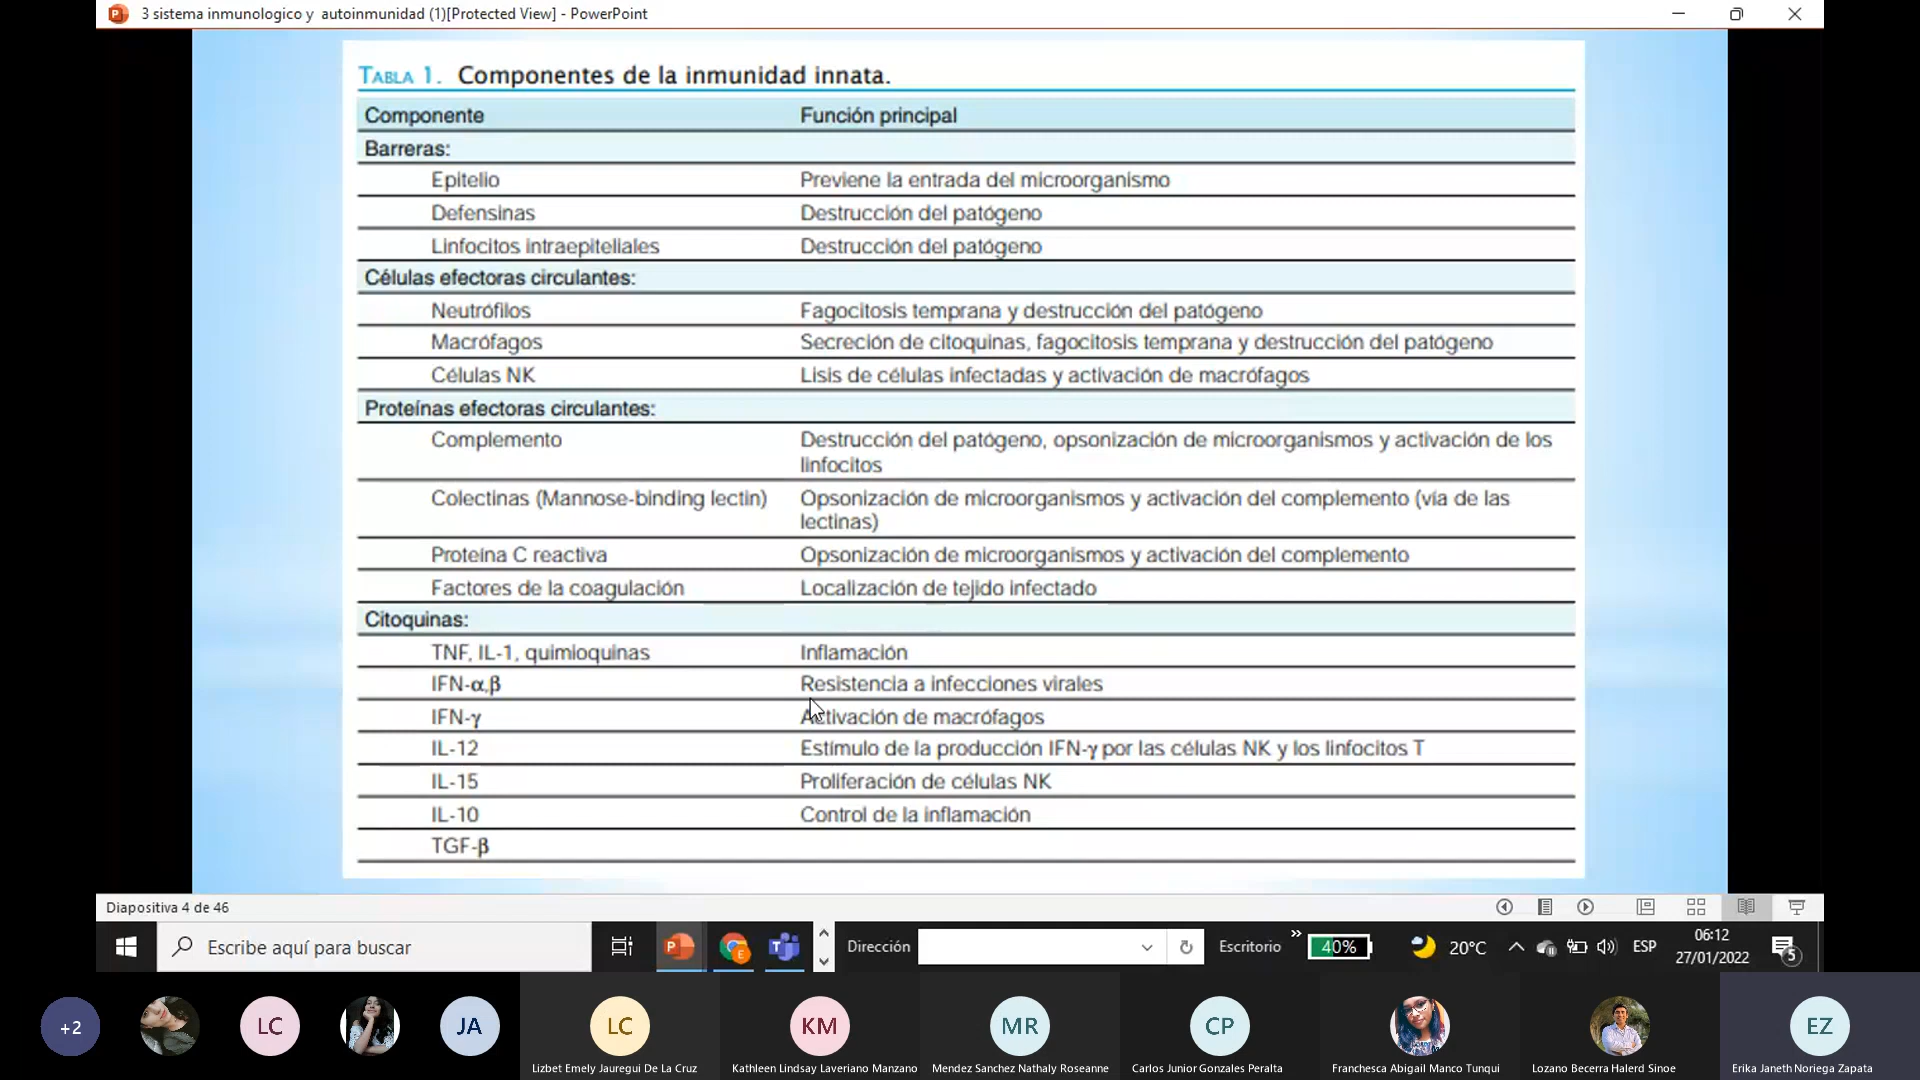 3 sistema inmunologico y  autoinmunidad (1)[Protected View] - PowerPoint
TABLA 1. Componentes de la inmunidad innata.
Componente Función principal
Barreras:
Epitelio Previene la entrada del microorganismo
Defensinas Destrucción del patógeno
Linfocitos intraepiteliales Destrucción del patógeno
Células efectoras circulantes:
Neutrófilos Fagocitosis temprana y destrucción del patógeno
Macrófagos Secreción de citoquinas, fagocitosis temprana y destrucción del patógeno
Células NK Lisis de células infectadas y activación de macrófagos
Proteínas efectoras circulantes:
Complemento Destrucción del patógeno, opsonización de microorganismos y activación de los
linfocitos
Colectinas (Mannose-binding lectin) Opsonización de microorganismos y activación del complemento (vía de las
lectinas)
Proteína C reactiva Opsonización de microorganismos y activación del complemento
Factores de la coagulación Localización de tejido infectado
Citoquinas:
TNF, IL-1, quimioquinas Inflamación
IFN-α,β Resistencia a infecciones virales
IFN-γ Activación de macrófagos
IL-12 Estímulo de la producción IFN-γ por las células NK y los linfocitos T
IL-15 Proliferación de células NK
IL-10 Control de la inflamación
TGF-β
Diapositiva 4 de 46
Escribe aquí para buscar
Dirección
Escritorio
40%
20°C
ESP
06:12
27/01/2022
5
+2
LC
JA
LC
KM
MR
CP
EZ
Lizbet Emely Jauregui De La Cruz
Kathleen Lindsay Laveriano Manzano
Mendez Sanchez Nathaly Roseanne
Carlos Junior Gonzales Peralta
Franchesca Abigail Manco Tunqui
Lozano Becerra Halerd Sinoe
Erika Janeth Noriega Zapata